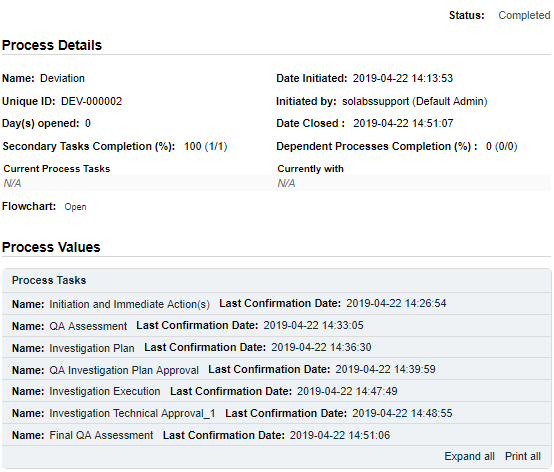 Status: Completed
Process Details
Name: Deviation Date Initiated: 2019-04-22 14:13:53
Unique ID: DEV-000002 Initiated by: solabssupport (Default Admin)
Day(s) opened: 0 Date Closed : 2019-04-22 14:51:07
Secondary Tasks Completion (%): 100 (1/1) Dependent Processes Completion (%) : 0 (0/0)
Current Process Tasks Currently with
N/A N/A
Flowchart: Open
Process Values
Process Tasks
Name: Initiation and Immediate Action(s) Last Confirmation Date: 2019-04-22 14:26:54
Name: QA Assessment Last Confirmation Date: 2019-04-22 14:33:05
Name: Investigation Plan Last Confirmation Date: 2019-04-22 14:36:30
Name: QA Investigation Plan Approval Last Confirmation Date: 2019-04-22 14:39:59
Name: Investigation Execution Last Confirmation Date: 2019-04-22 14:47:49
Name: Investigation Technical Approval_1 Last Confirmation Date: 2019-04-22 14:48:55
Name: Final QA Assessment Last Confirmation Date: 2019-04-22 14:51:06
Expand all Print all